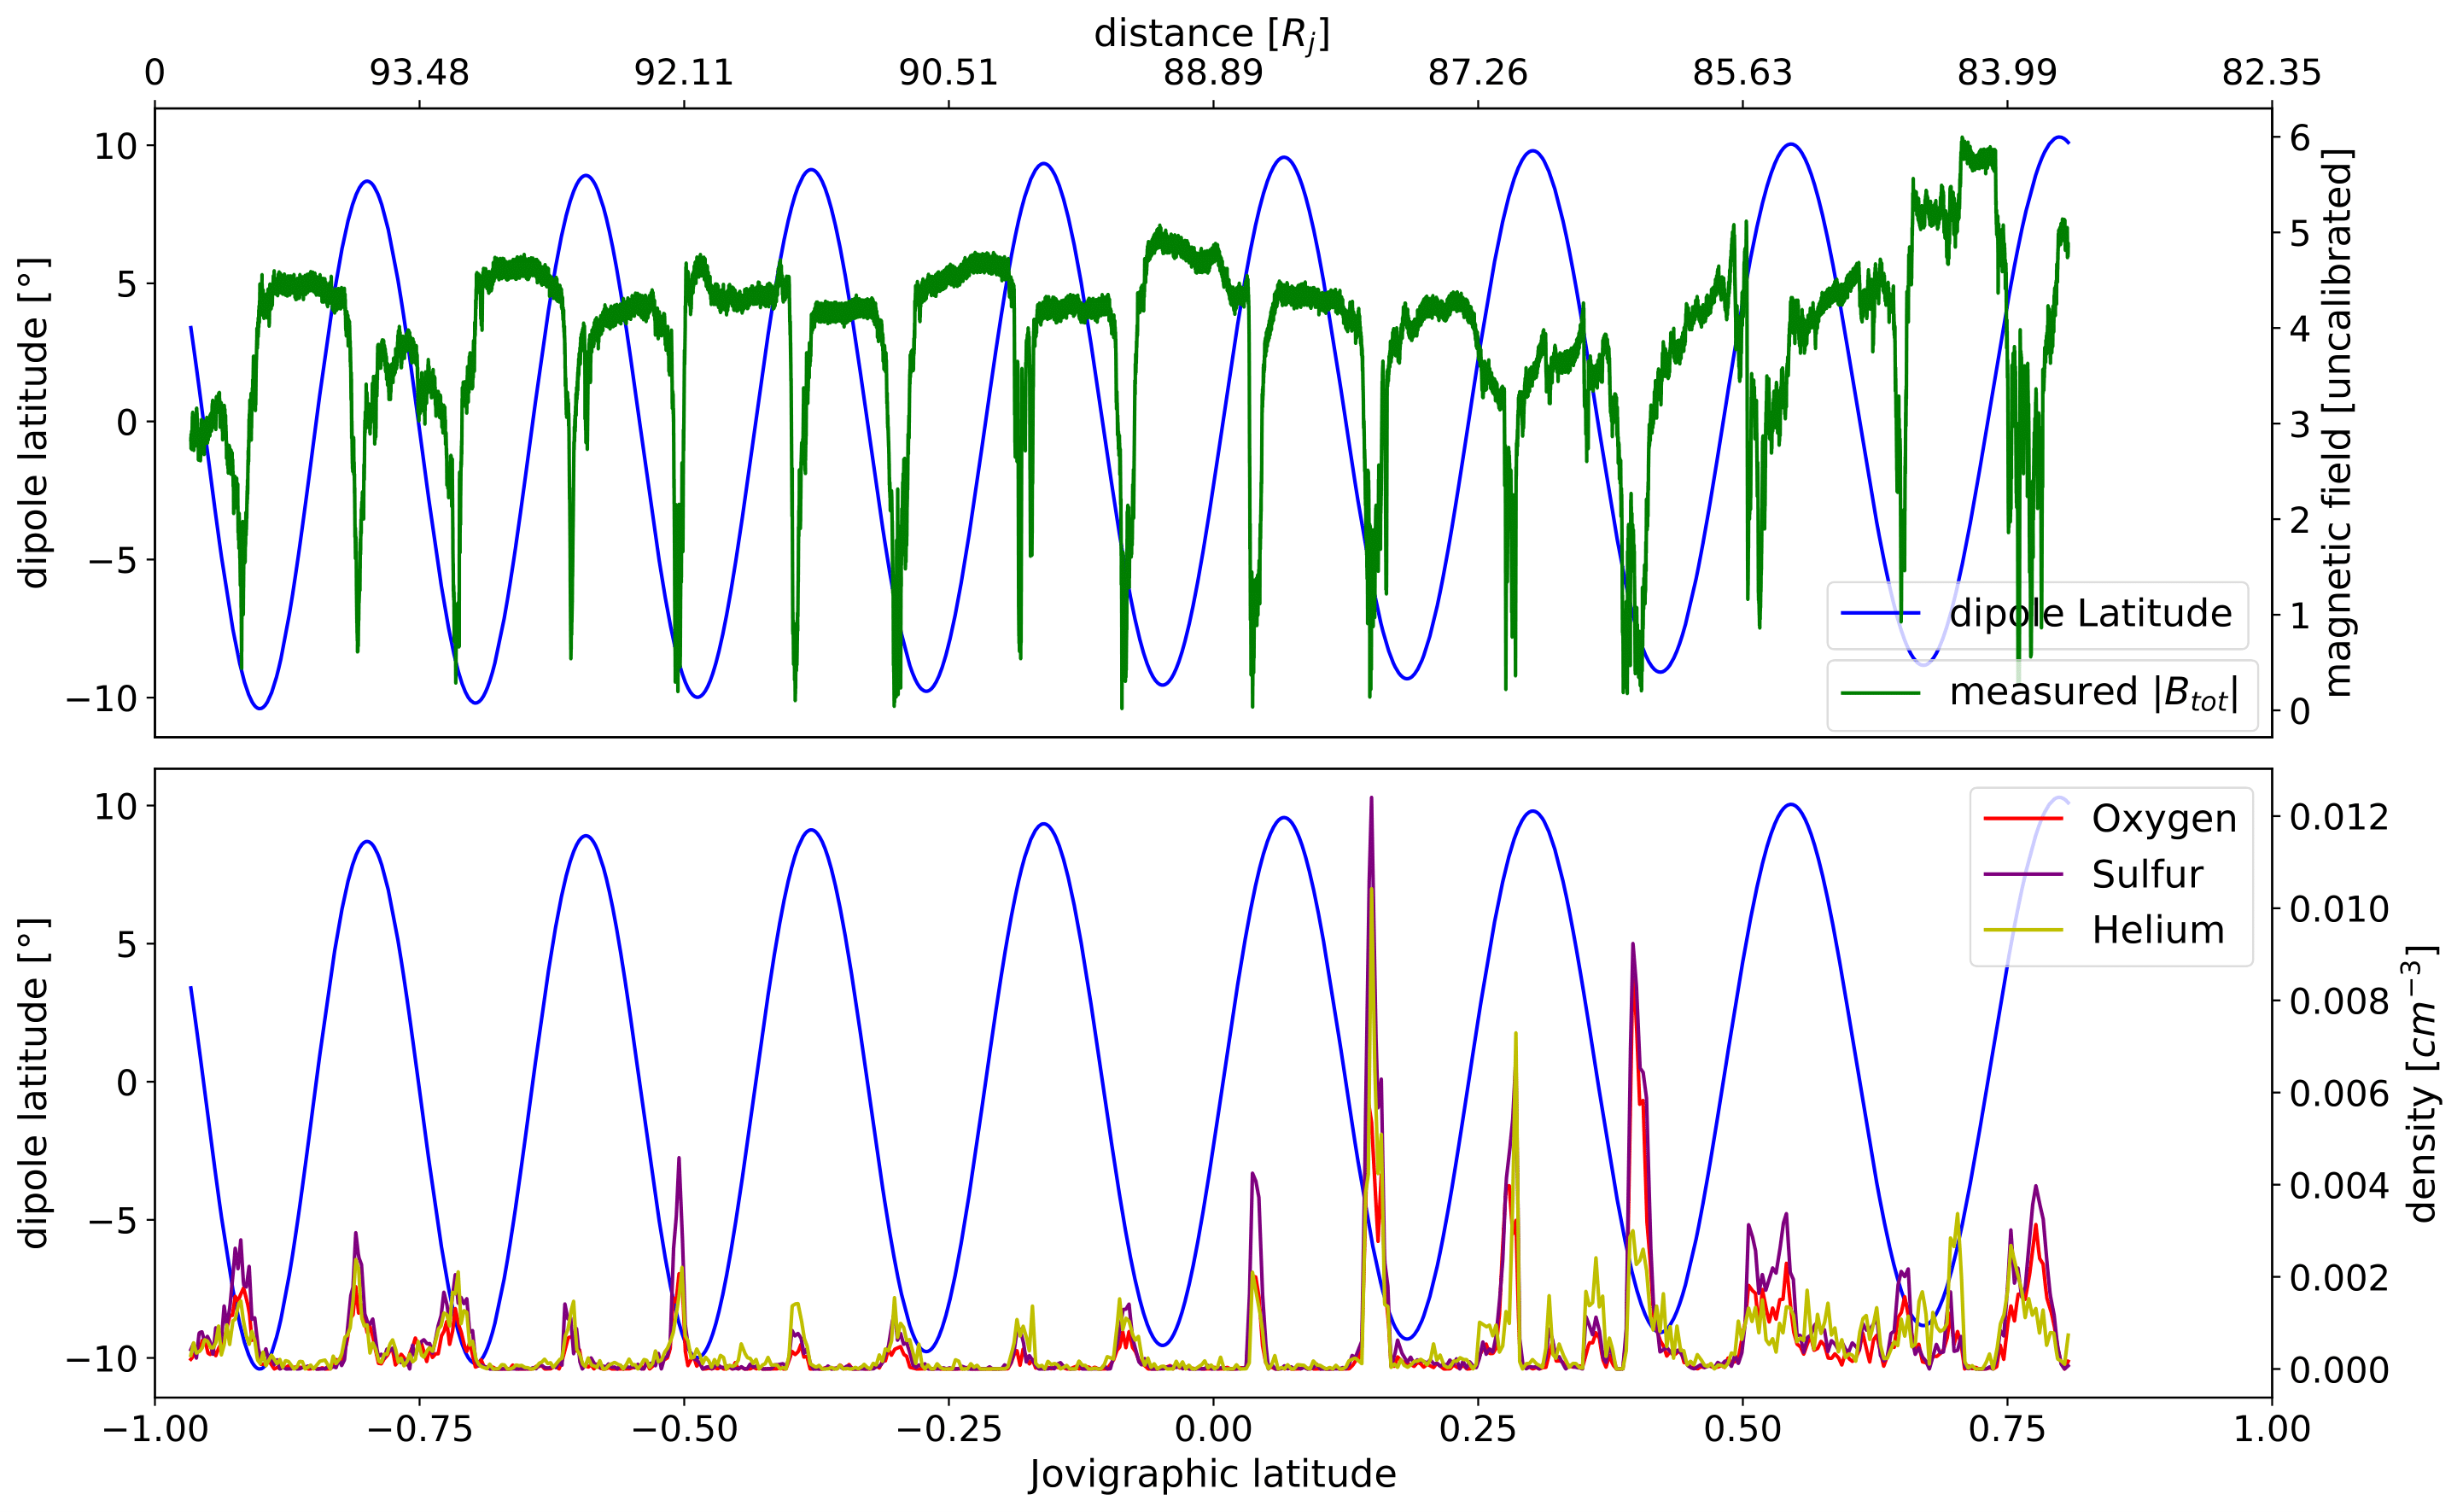 distance [R_j]
0 93.48 92.11 90.51 88.89 87.26 85.63 83.99 82.35
dipole latitude [°]
10
5
0
−5
−10
6
5
4
3
2
1
0
magnetic field [uncalibrated]
dipole Latitude
measured |B_tot|
dipole latitude [°]
10
5
0
−5
−10
Oxygen
Sulfur
Helium
0.012
0.010
0.008
0.006
0.004
0.002
0.000
density [cm⁻³]
−1.00 −0.75 −0.50 −0.25 0.00 0.25 0.50 0.75 1.00
Jovigraphic latitude